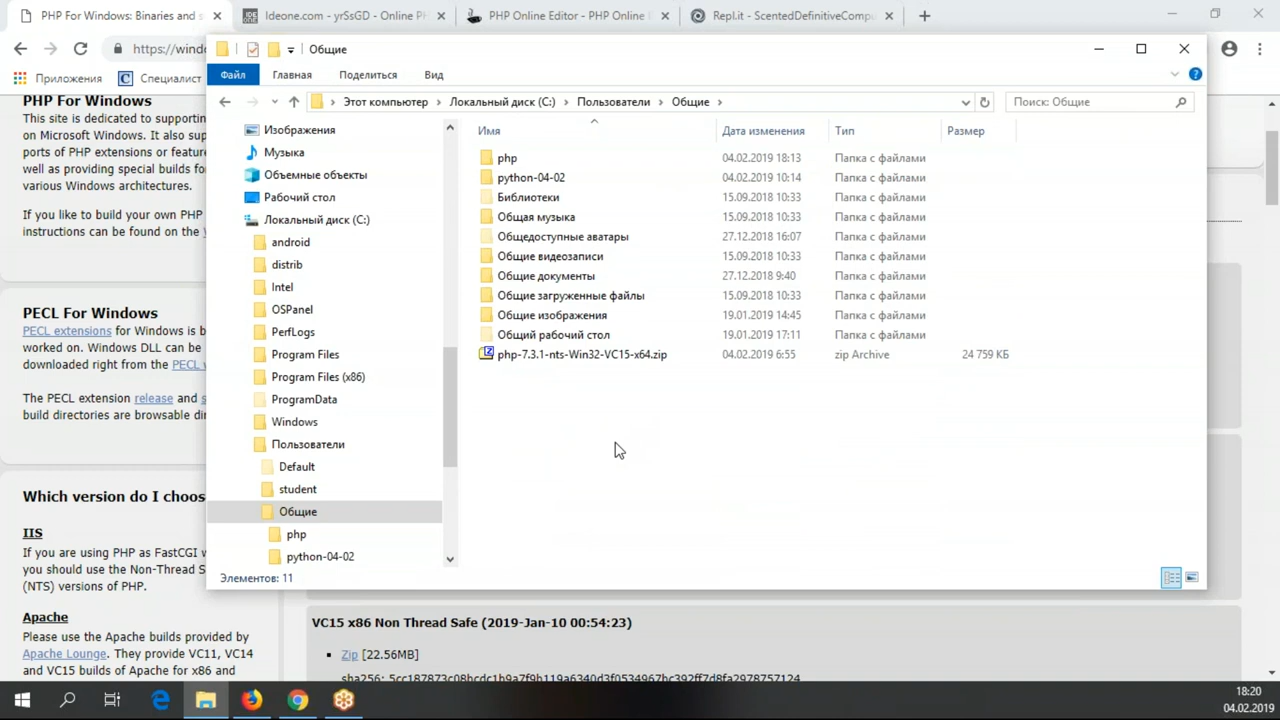 PHP For Windows: Binaries and s
Ideone.com - yrSsGD - Online PH
PHP Online Editor - PHP Online E
Repl.it - ScentedDefinitiveCompu
https://windo
Приложения
Специалист
Общие
Файл
Главная
Поделиться
Вид
Этот компьютер > Локальный диск (C:) > Пользователи > Общие >
Поиск: Общие
Имя
Дата изменения
Тип
Размер
php 04.02.2019 18:13 Папка с файлами
python-04-02 04.02.2019 10:14 Папка с файлами
Библиотеки 15.09.2018 10:33 Папка с файлами
Общая музыка 15.09.2018 10:33 Папка с файлами
Общедоступные аватары 27.12.2018 16:07 Папка с файлами
Общие видеозаписи 15.09.2018 10:33 Папка с файлами
Общие документы 27.12.2018 9:40 Папка с файлами
Общие загруженные файлы 15.09.2018 10:33 Папка с файлами
Общие изображения 19.01.2019 14:45 Папка с файлами
Общий рабочий стол 19.01.2019 17:11 Папка с файлами
php-7.3.1-nts-Win32-VC15-x64.zip 04.02.2019 6:55 zip Archive 24 759 КБ
Изображения
Музыка
Объемные объекты
Рабочий стол
Локальный диск (C:)
android
distrib
Intel
OSPanel
PerfLogs
Program Files
Program Files (x86)
ProgramData
Windows
Пользователи
Default
student
Общие
php
python-04-02
Элементов: 11
PHP For Windows
This site is dedicated to supporting
on Microsoft Windows. It also sup
ports of PHP extensions or feature
well as providing special builds for
various Windows architectures.
If you like to build your own PHP
instructions can be found on the
PECL For Windows
PECL extensions for Windows is b
worked on. Windows DLL can be
downloaded right from the PECL
The PECL extension release and s
build directories are browsable di
Which version do I choos
IIS
If you are using PHP as FastCGI w
you should use the Non-Thread S
(NTS) versions of PHP.
Apache
Please use the Apache builds provided by
Apache Lounge. They provide VC11, VC14
and VC15 builds of Apache for x86 and
VC15 x86 Non Thread Safe (2019-Jan-10 00:54:23)
Zip [22.56MB]
18:20
04.02.2019